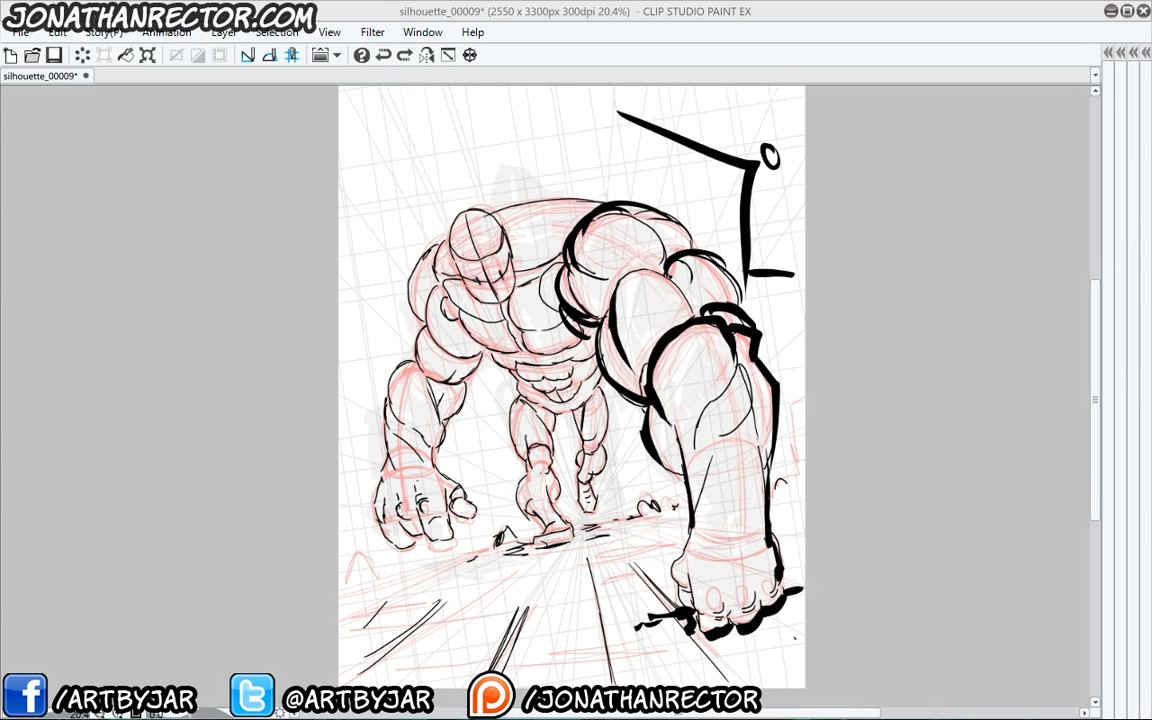 JONATHANRECTOR.COM
silhouette_00009* (2550 x 3300px 300dpi 20.4%) - CLIP STUDIO PAINT EX
File Edit Story(P) Animation Layer Selection View Filter Window Help
silhouette_00009*
/ARTBYJAR @ARTBYJAR /JONATHANRECTOR